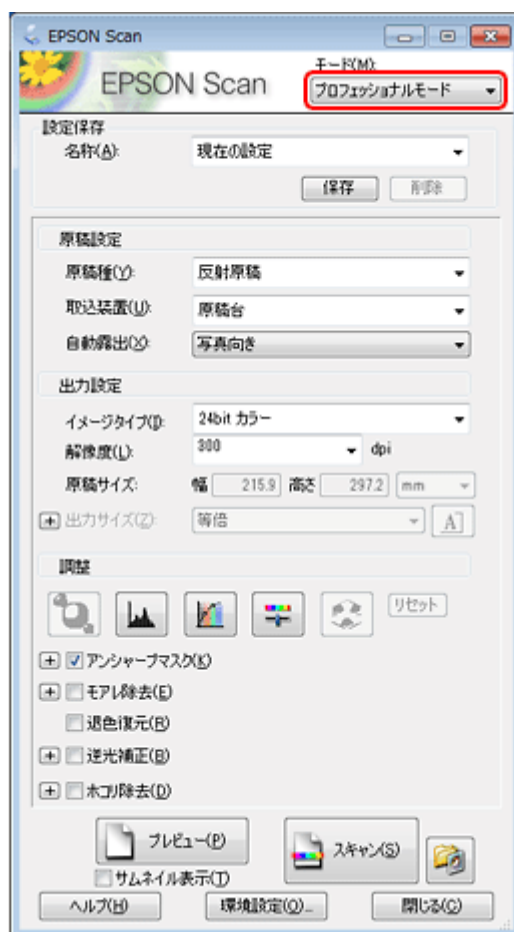 EPSON Scan
EPSON Scan
モード(M):
プロフェッショナルモード
設定保存
名称(A):
現在の設定
保存
削除
原稿設定
原稿種(Y):
反射原稿
取込装置(U):
原稿台
自動露出(X):
写真向き
出力設定
イメージタイプ(I):
24bit カラー
解像度(L):
300
dpi
原稿サイズ:
幅 215.9 高さ 297.2 mm
出力サイズ(Z):
等倍
A
調整
リセット
アンシャープマスク(K)
モアレ除去(E)
退色復元(R)
逆光補正(B)
ホコリ除去(D)
プレビュー(P)
スキャン(S)
サムネイル表示(T)
ヘルプ(H)
環境設定(O)...
閉じる(C)